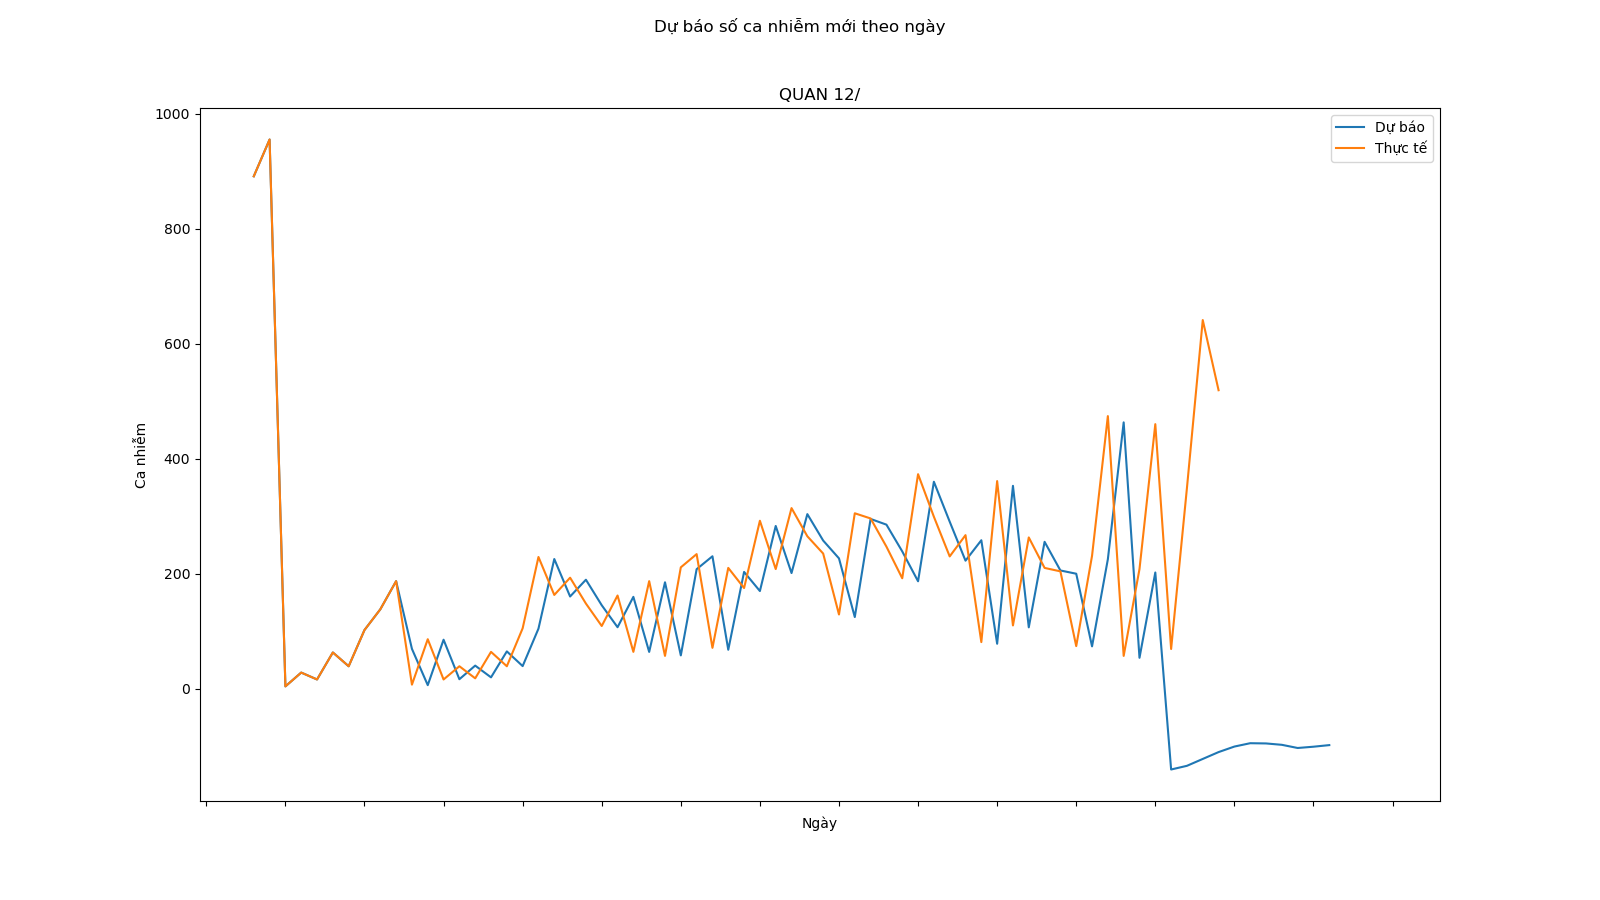 Dự báo số ca nhiễm mới theo ngày
QUAN 12/
Dự báo
Thực tế
1000
800
600
400
200
0
Ca nhiễm
Ngày